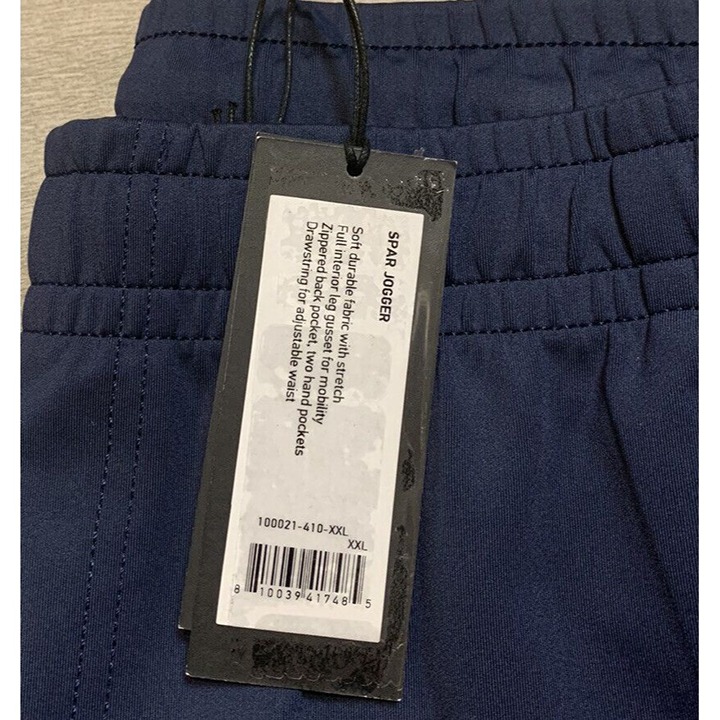 SPAR JOGGER
Soft durable fabric with stretch
Full interior leg gusset for mobility
Zippered back pocket, two hand pockets
Drawstring for adjustable waist
100021-410-XXL
XXL
8 10039 41748 5